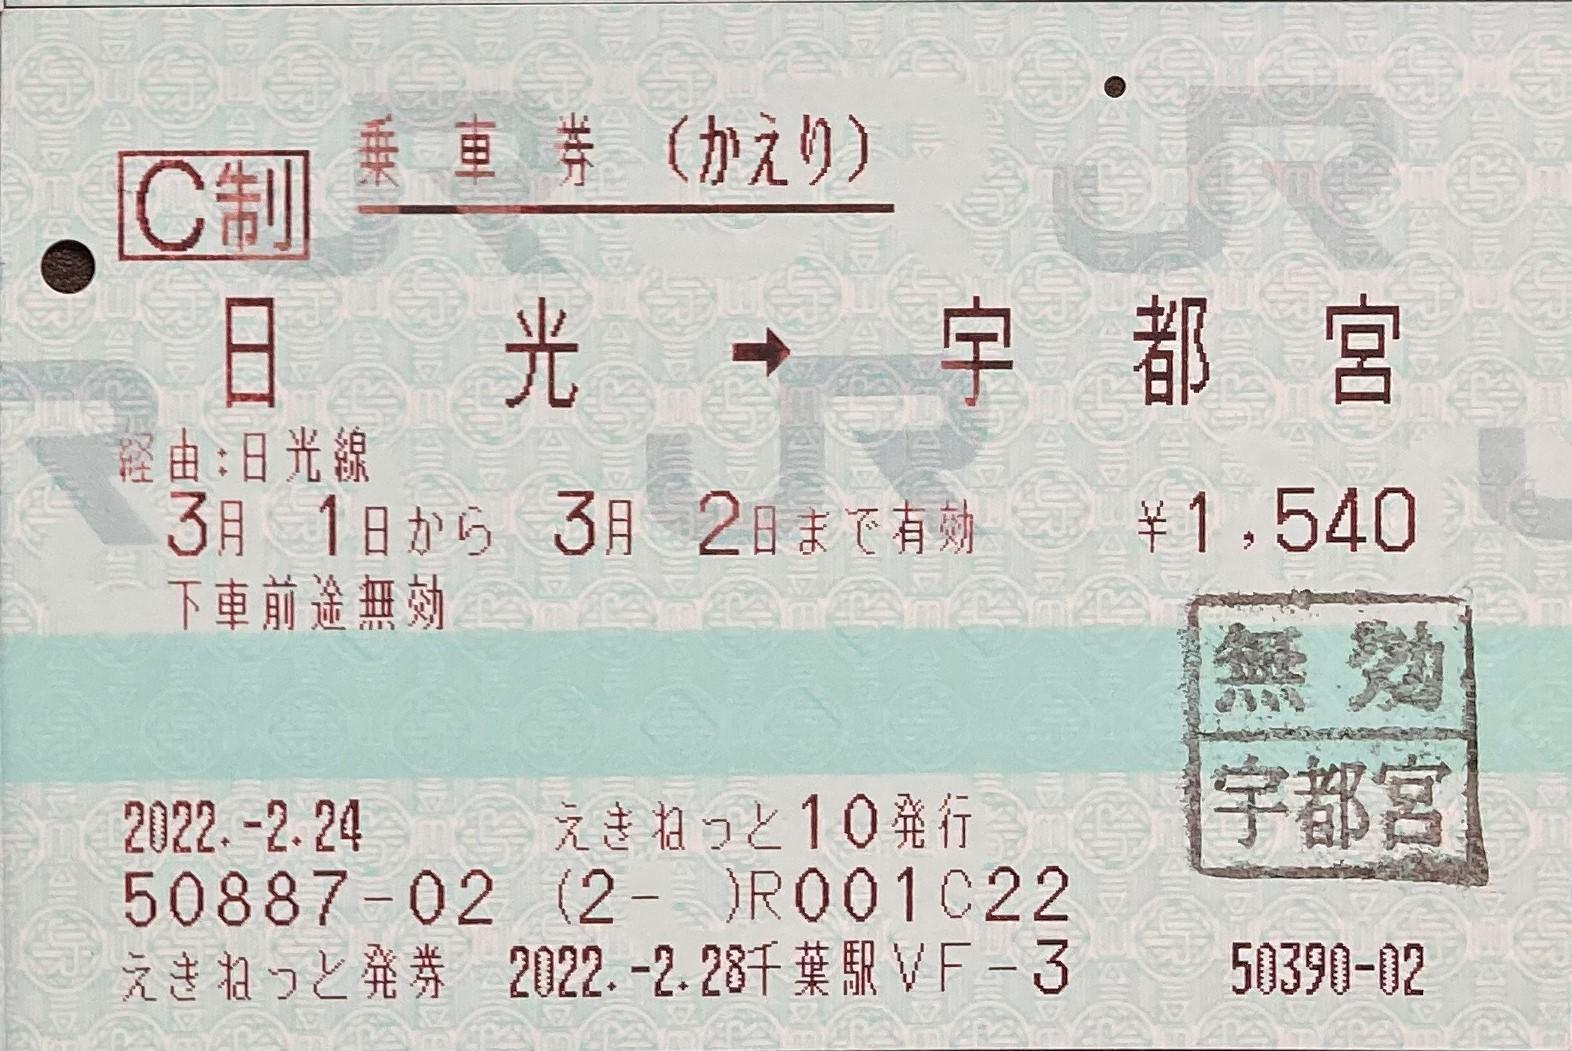 乗車券 (かえり)
C制
日光 → 宇都宮
経由:日光線
3月 1日から 3月 2日まで有効 ¥1,540
下車前途無効
無効
宇都宮
2022.-2.24 えきねっと10発行
50887-02 (2- )R001C22
えきねっと発券 2022.-2.28千葉駅VF-3 50390-02
JR
JR
JR